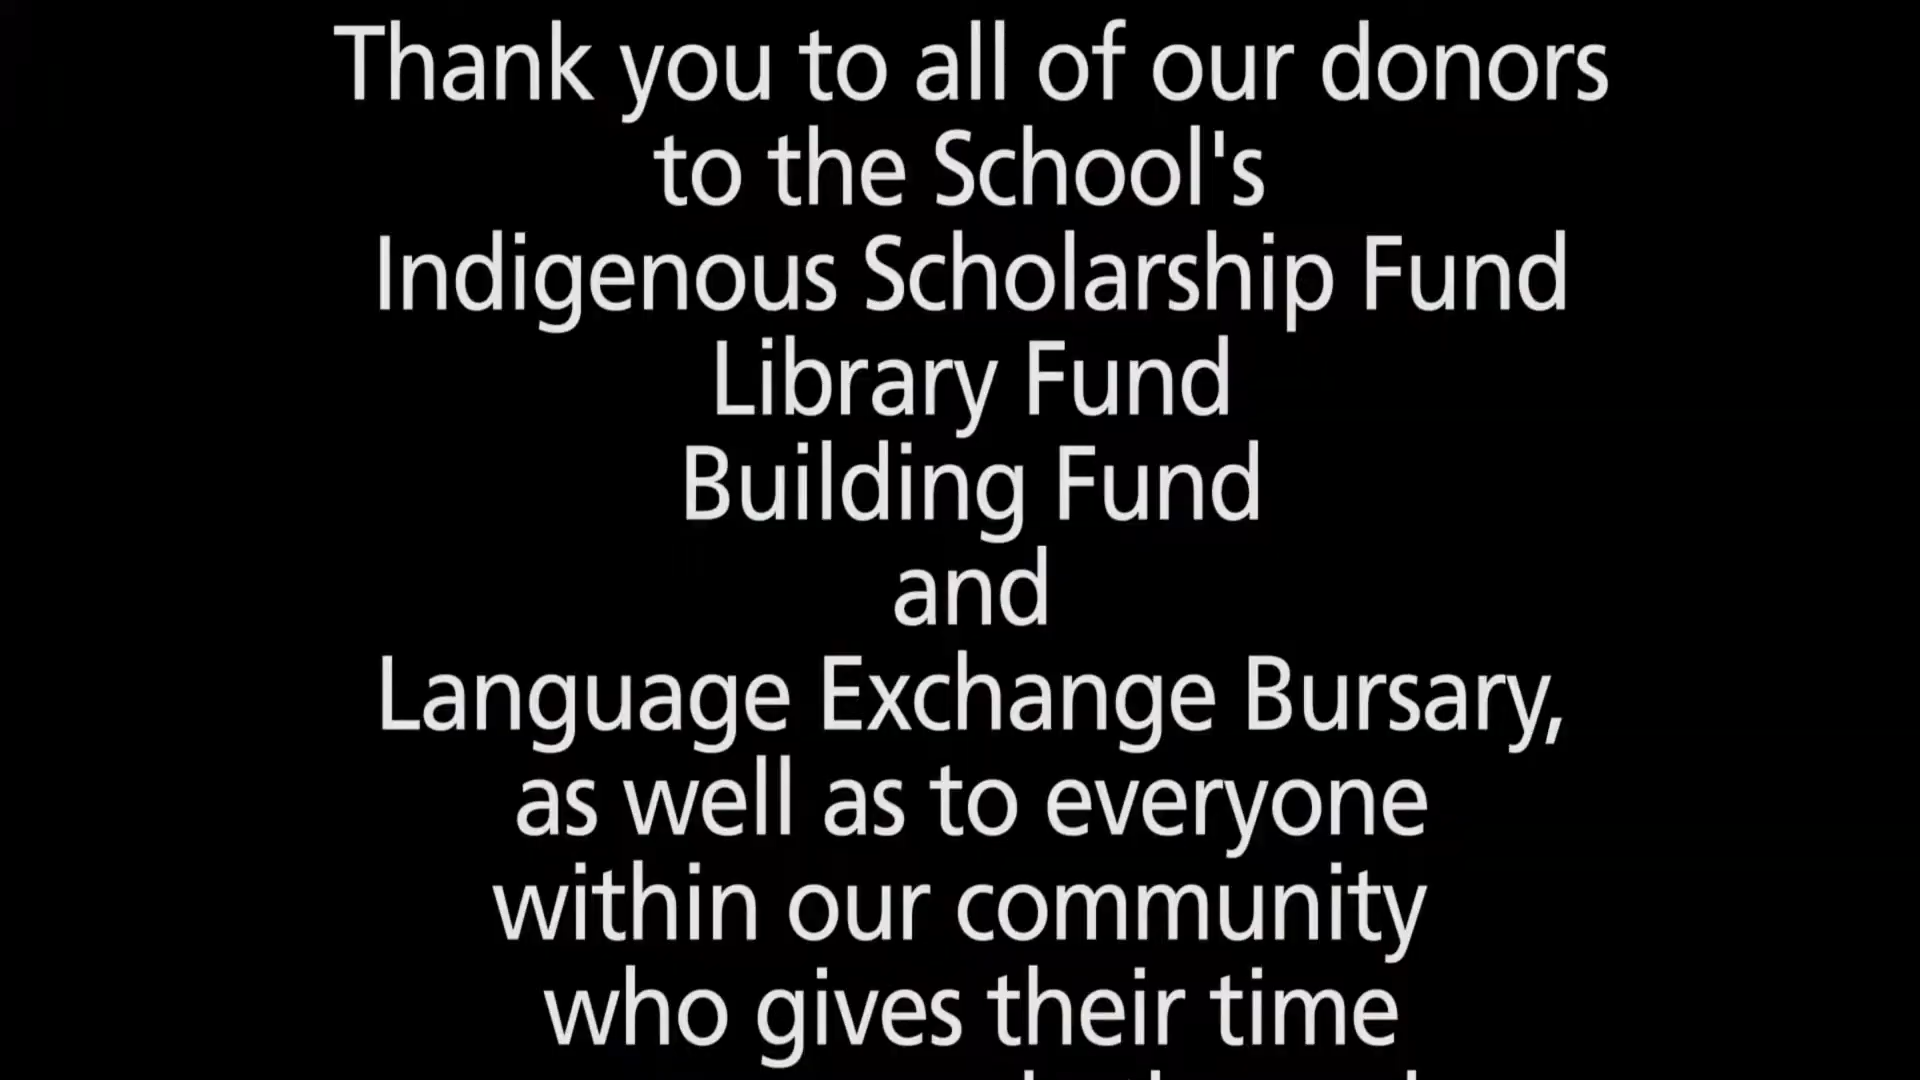 Thank you to all of our donors
to the School's
Indigenous Scholarship Fund
Library Fund
Building Fund
and
Language Exchange Bursary,
as well as to everyone
within our community
who gives their time